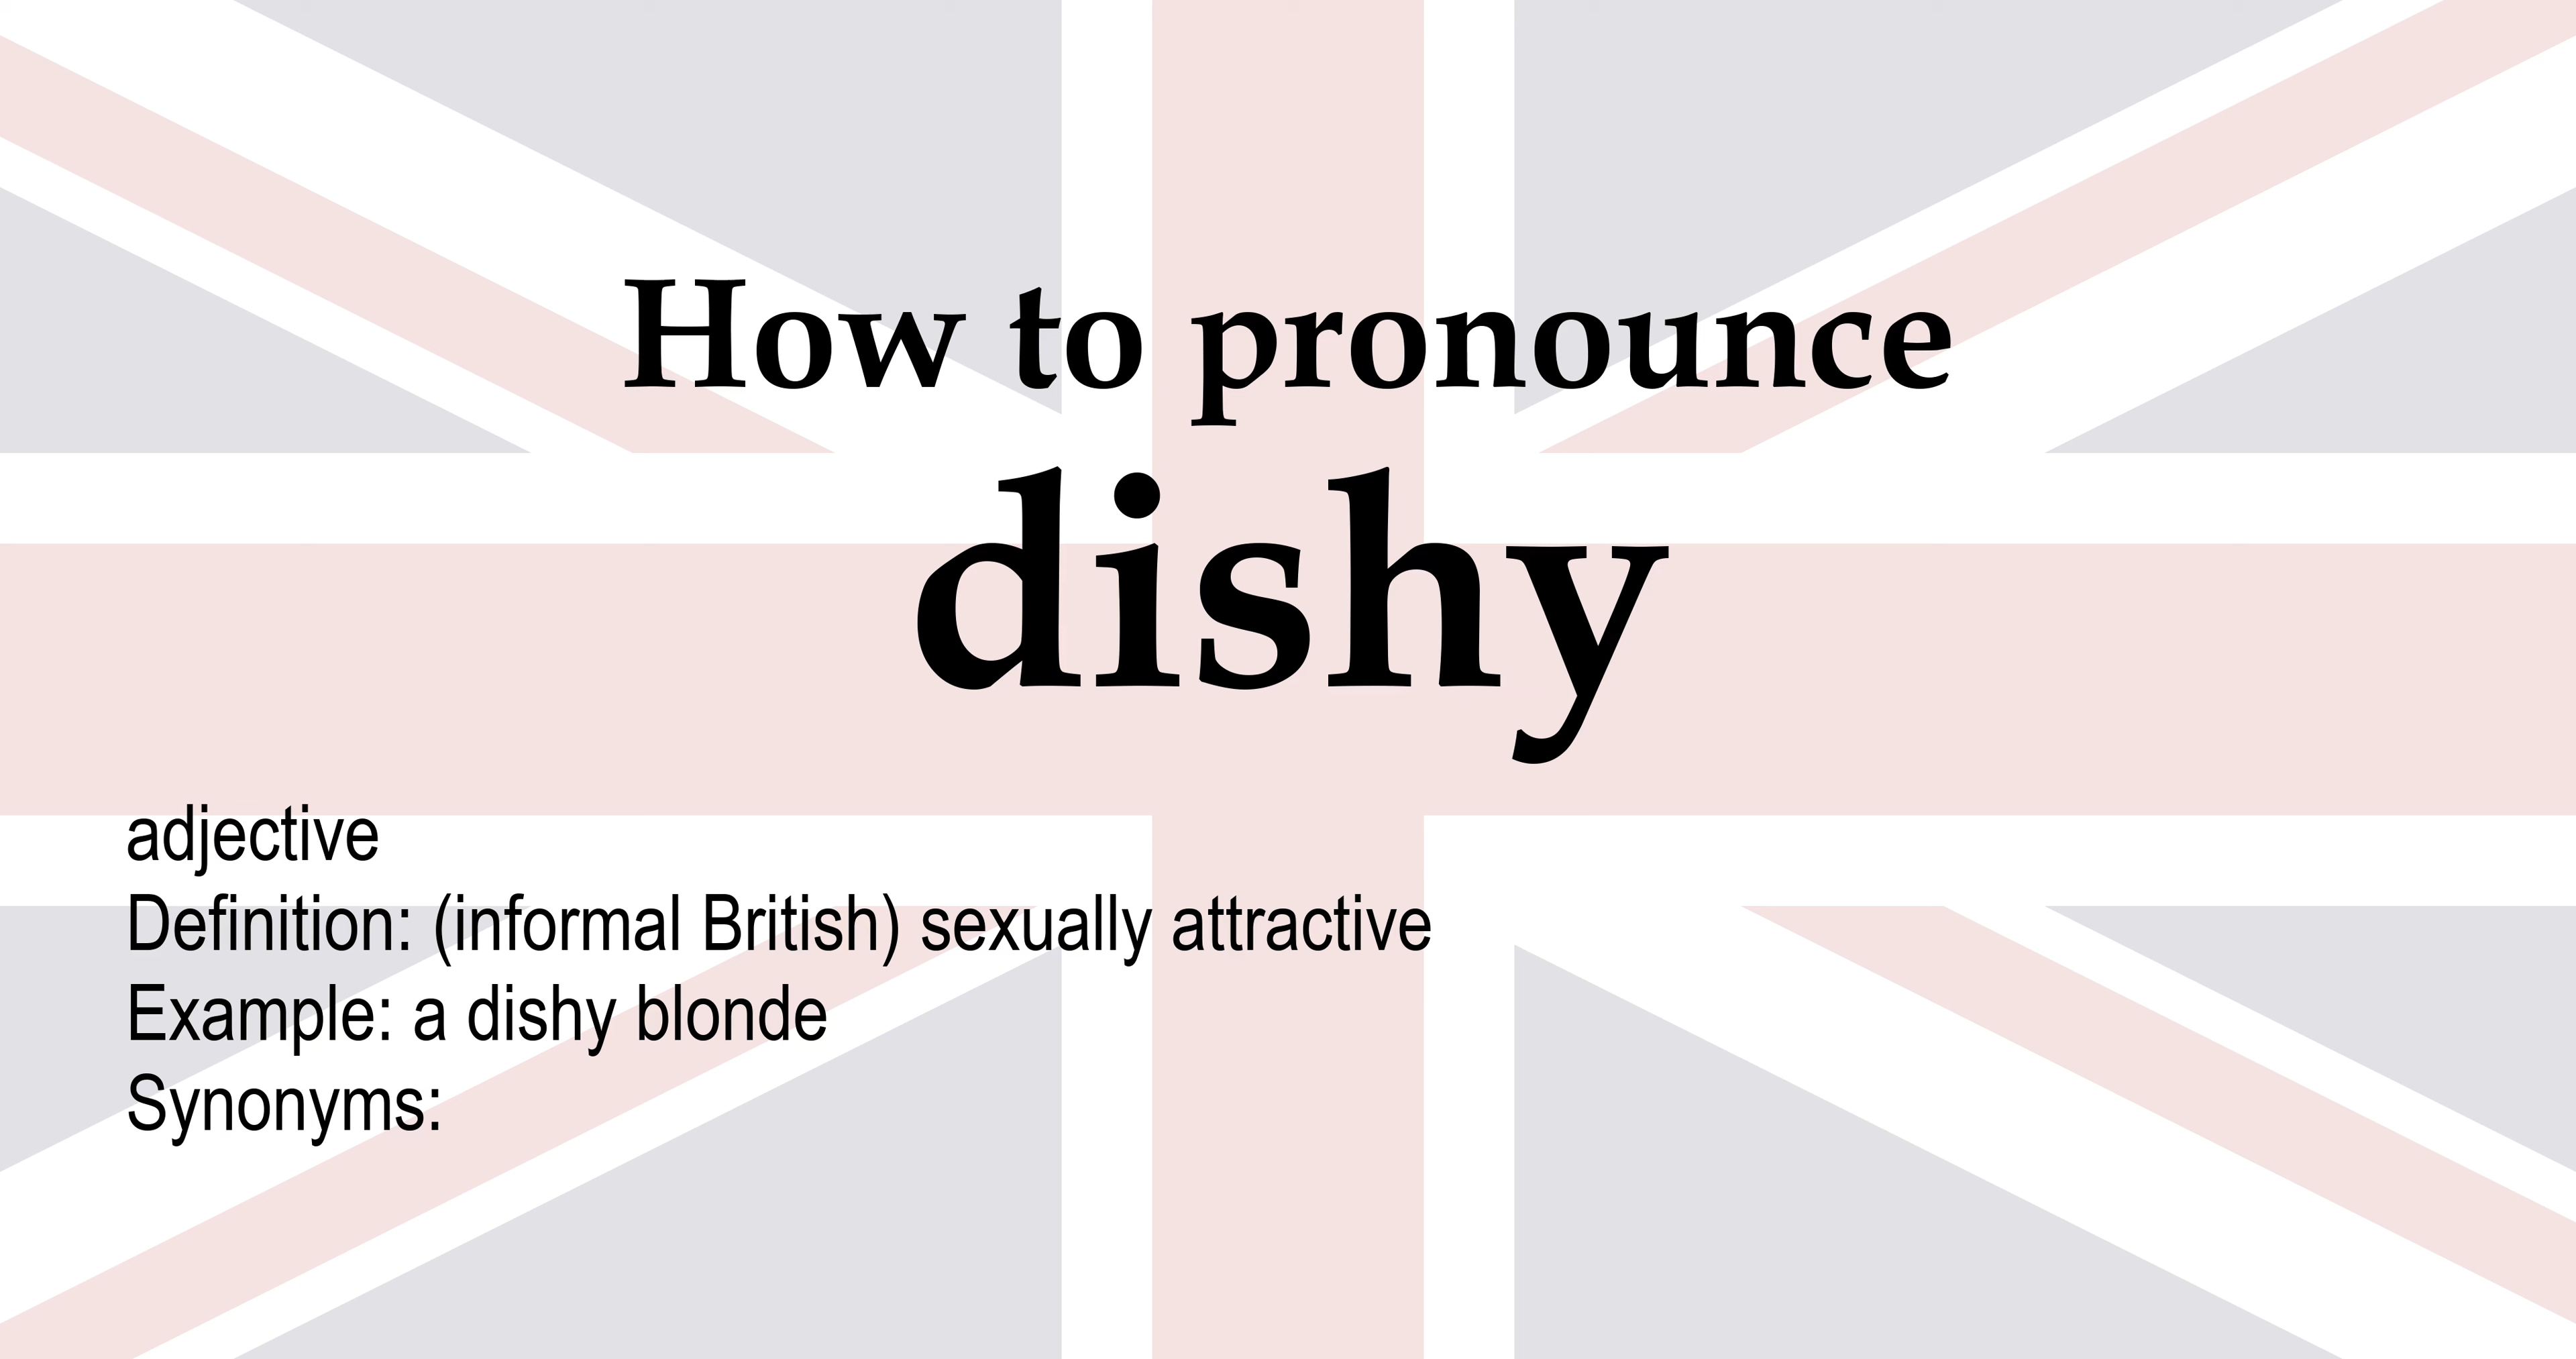 How to pronounce
dishy
adjective
Definition: (informal British) sexually attractive
Example: a dishy blonde
Synonyms: